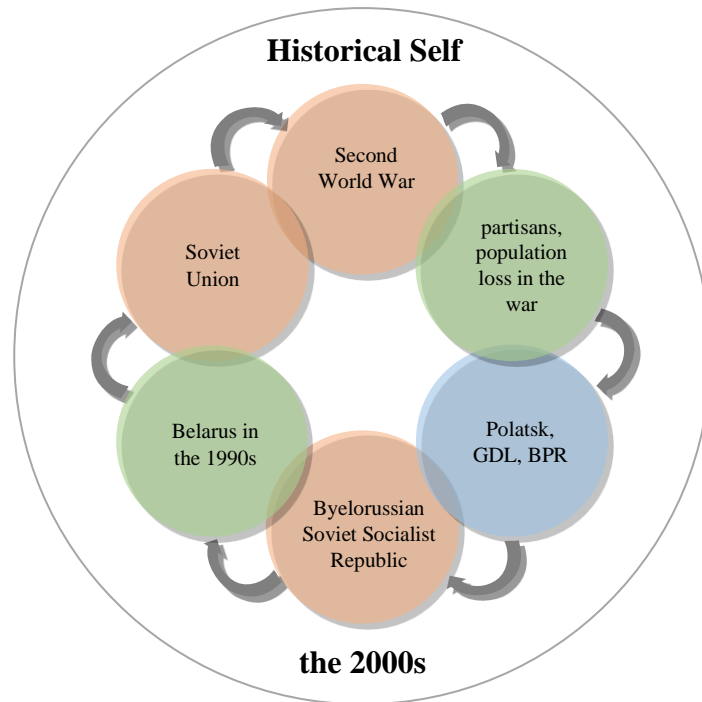 Historical Self
Second
World War
partisans,
population
loss in the
war
Polatsk,
GDL, BPR
Byelorussian
Soviet Socialist
Republic
Belarus in
the 1990s
Soviet
Union
the 2000s